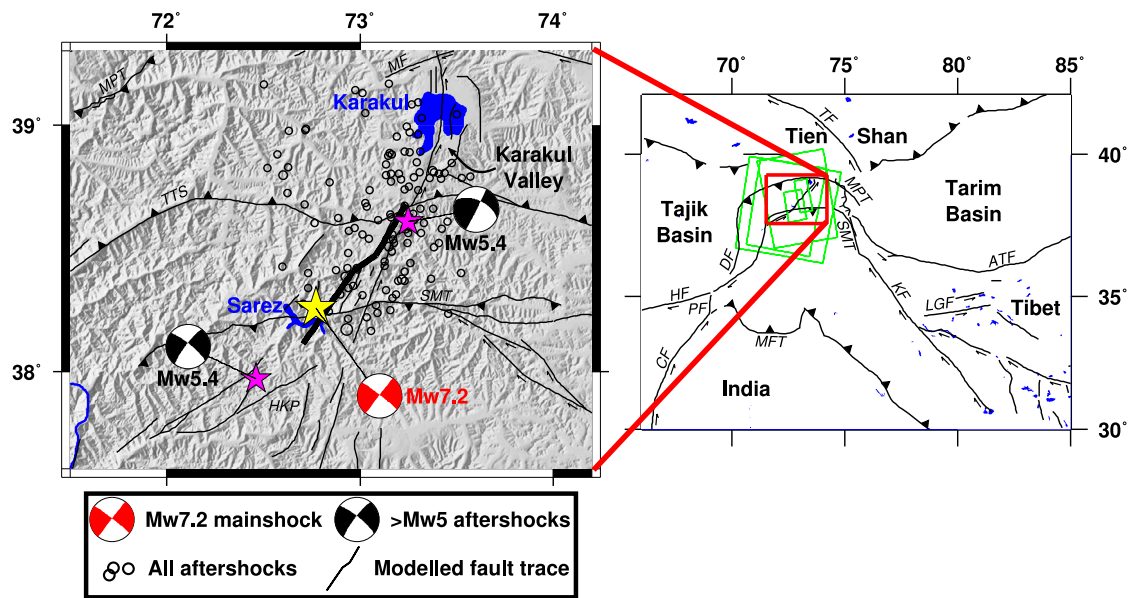 72°
73°
74°
39°
38°
MPT
MF
Karakul
Karakul
Valley
TTS
Mw5.4
Sarez
SMT
Mw5.4
HKP
Mw7.2
Mw7.2 mainshock
>Mw5 aftershocks
All aftershocks
Modelled fault trace
70°
75°
80°
85°
40°
35°
30°
TF
Tien
Shan
MPT
Tarim
Basin
Tajik
Basin
SMT
DF
ATF
HF
PF
KF
LGF
Tibet
CF
MFT
India